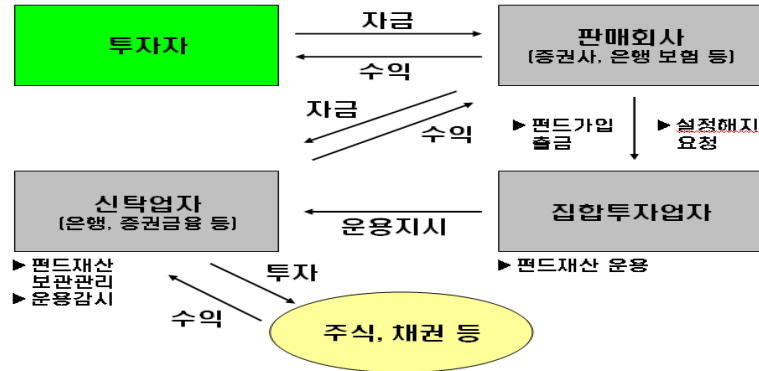 투자자
자금
수익
판매회사
(증권사, 은행 보험 등)
자금
수익
▶ 펀드가입
출금
▶ 설정해지
요청
신탁업자
(은행, 증권금융 등)
운용지시
집합투자업자
▶ 펀드재산
보관관리
▶ 운용감시
투자
수익
▶ 펀드재산 운용
주식, 채권 등